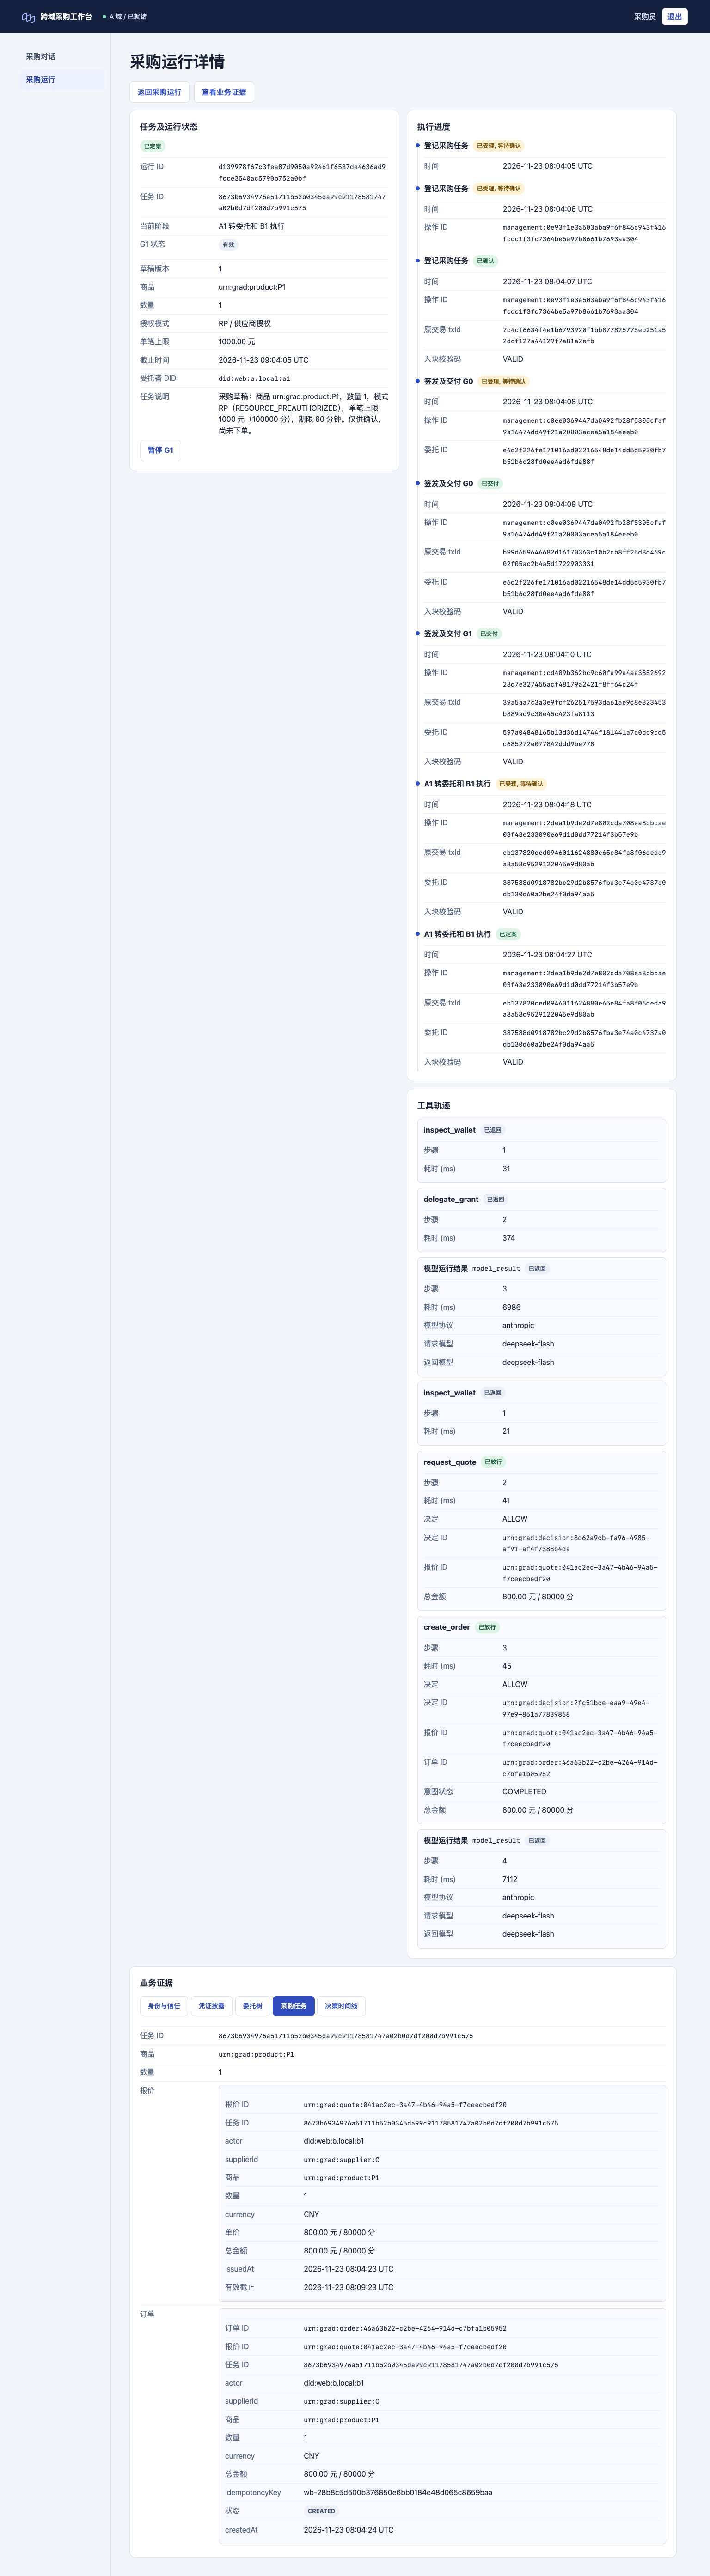 跨域采购工作台
A 域 / 已就绪
采购员
退出
采购对话
采购运行
采购运行详情
返回采购运行
查看业务证据
任务及运行状态
已定案
运行 ID
d139978f67c3fea87d9050a92461f6537de4636ad9
fcce3540ac5790b752a0bf
任务 ID
8673b6934976a51711b52b0345da99c91178581747
a02b0d7df200d7b991c575
当前阶段
A1 转委托和 B1 执行
G1 状态
有效
草稿版本
1
商品
urn:grad:product:P1
数量
1
授权模式
RP / 供应商授权
单笔上限
1000.00 元
截止时间
2026-11-23 09:04:05 UTC
受托者 DID
did:web:a.local:a1
任务说明
采购草稿：商品 urn:grad:product:P1，数量 1，模式
RP（RESOURCE_PREAUTHORIZED），单笔上限
1000 元（100000 分），期限 60 分钟。仅供确认，
尚未下单。
暂停 G1
执行进度
登记采购任务 已受理, 等待确认
时间
2026-11-23 08:04:05 UTC
登记采购任务 已受理, 等待确认
时间
2026-11-23 08:04:06 UTC
操作 ID
management:0e93f1e3a503aba9f6f846c943f416
fcdc1f3fc7364be5a97b8661b7693aa304
登记采购任务 已确认
时间
2026-11-23 08:04:07 UTC
操作 ID
management:0e93f1e3a503aba9f6f846c943f416
fcdc1f3fc7364be5a97b8661b7693aa304
原交易 txId
7c4cf6634f4e1b6793920f1bb877825775eb251a5
2dcf127a44129f7a81a2efb
入块校验码
VALID
签发及交付 G0 已受理, 等待确认
时间
2026-11-23 08:04:08 UTC
操作 ID
management:c0ee0369447da0492fb28f5305cfaf
9a16474dd49f21a20003acea5a184eeeb0
委托 ID
e6d2f226fe171016ad02216548de14dd5d5930fb7
b51b6c28fd0ee4ad6fda88f
签发及交付 G0 已交付
时间
2026-11-23 08:04:09 UTC
操作 ID
management:c0ee0369447da0492fb28f5305cfaf
9a16474dd49f21a20003acea5a184eeeb0
原交易 txId
b99d659646682d16170363c10b2cb8ff25d8d469c
02f05ac2b4a5d1722903331
委托 ID
e6d2f226fe171016ad02216548de14dd5d5930fb7
b51b6c28fd0ee4ad6fda88f
入块校验码
VALID
签发及交付 G1 已交付
时间
2026-11-23 08:04:10 UTC
操作 ID
management:cd409b362bc9c60fa99a4aa3852692
28d7e327455acf48179a2421f8ff64c24f
原交易 txId
39a5aa7c3a3e9fcf262517593da61ae9c8e323453
b889ac9c30e45c423fa8113
委托 ID
597a04848165b13d36d14744f181441a7c0dc9cd5
c685272e077842ddd9be778
入块校验码
VALID
A1 转委托和 B1 执行 已受理, 等待确认
时间
2026-11-23 08:04:18 UTC
操作 ID
management:2dea1b9de2d7e802cda708ea8cbcae
03f43e233090e69d1d0dd77214f3b57e9b
原交易 txId
eb137820ced0946011624880e65e84fa8f06deda9
a8a58c9529122045e9d80ab
委托 ID
387588d0918782bc29d2b8576fba3e74a0c4737a0
db130d60a2be24f0da94aa5
入块校验码
VALID
A1 转委托和 B1 执行 已定案
时间
2026-11-23 08:04:27 UTC
操作 ID
management:2dea1b9de2d7e802cda708ea8cbcae
03f43e233090e69d1d0dd77214f3b57e9b
原交易 txId
eb137820ced0946011624880e65e84fa8f06deda9
a8a58c9529122045e9d80ab
委托 ID
387588d0918782bc29d2b8576fba3e74a0c4737a0
db130d60a2be24f0da94aa5
入块校验码
VALID
工具轨迹
inspect_wallet 已返回
步骤
1
耗时 (ms)
31
delegate_grant 已返回
步骤
2
耗时 (ms)
374
模型运行结果 model_result 已返回
步骤
3
耗时 (ms)
6986
模型协议
anthropic
请求模型
deepseek-flash
返回模型
deepseek-flash
inspect_wallet 已返回
步骤
1
耗时 (ms)
21
request_quote 已放行
步骤
2
耗时 (ms)
41
决定
ALLOW
决定 ID
urn:grad:decision:8d62a9cb-fa96-4985-
af91-af4f7388b4da
报价 ID
urn:grad:quote:041ac2ec-3a47-4b46-94a5-
f7ceecbedf20
总金额
800.00 元 / 80000 分
create_order 已放行
步骤
3
耗时 (ms)
45
决定
ALLOW
决定 ID
urn:grad:decision:2fc51bce-eaa9-49e4-
97e9-851a77839868
报价 ID
urn:grad:quote:041ac2ec-3a47-4b46-94a5-
f7ceecbedf20
订单 ID
urn:grad:order:46a63b22-c2be-4264-914d-
c7bfa1b05952
意图状态
COMPLETED
总金额
800.00 元 / 80000 分
模型运行结果 model_result 已返回
步骤
4
耗时 (ms)
7112
模型协议
anthropic
请求模型
deepseek-flash
返回模型
deepseek-flash
业务证据
身份与信任
凭证披露
委托树
采购任务
决策时间线
任务 ID
8673b6934976a51711b52b0345da99c91178581747a02b0d7df200d7b991c575
商品
urn:grad:product:P1
数量
1
报价
报价 ID
urn:grad:quote:041ac2ec-3a47-4b46-94a5-f7ceecbedf20
任务 ID
8673b6934976a51711b52b0345da99c91178581747a02b0d7df200d7b991c575
actor
did:web:b.local:b1
supplierId
urn:grad:supplier:C
商品
urn:grad:product:P1
数量
1
currency
CNY
单价
800.00 元 / 80000 分
总金额
800.00 元 / 80000 分
issuedAt
2026-11-23 08:04:23 UTC
有效截止
2026-11-23 08:09:23 UTC
订单
订单 ID
urn:grad:order:46a63b22-c2be-4264-914d-c7bfa1b05952
报价 ID
urn:grad:quote:041ac2ec-3a47-4b46-94a5-f7ceecbedf20
任务 ID
8673b6934976a51711b52b0345da99c91178581747a02b0d7df200d7b991c575
actor
did:web:b.local:b1
supplierId
urn:grad:supplier:C
商品
urn:grad:product:P1
数量
1
currency
CNY
总金额
800.00 元 / 80000 分
idempotencyKey
wb-28b8c5d500b376850e6bb0184e48d065c8659baa
状态
CREATED
createdAt
2026-11-23 08:04:24 UTC